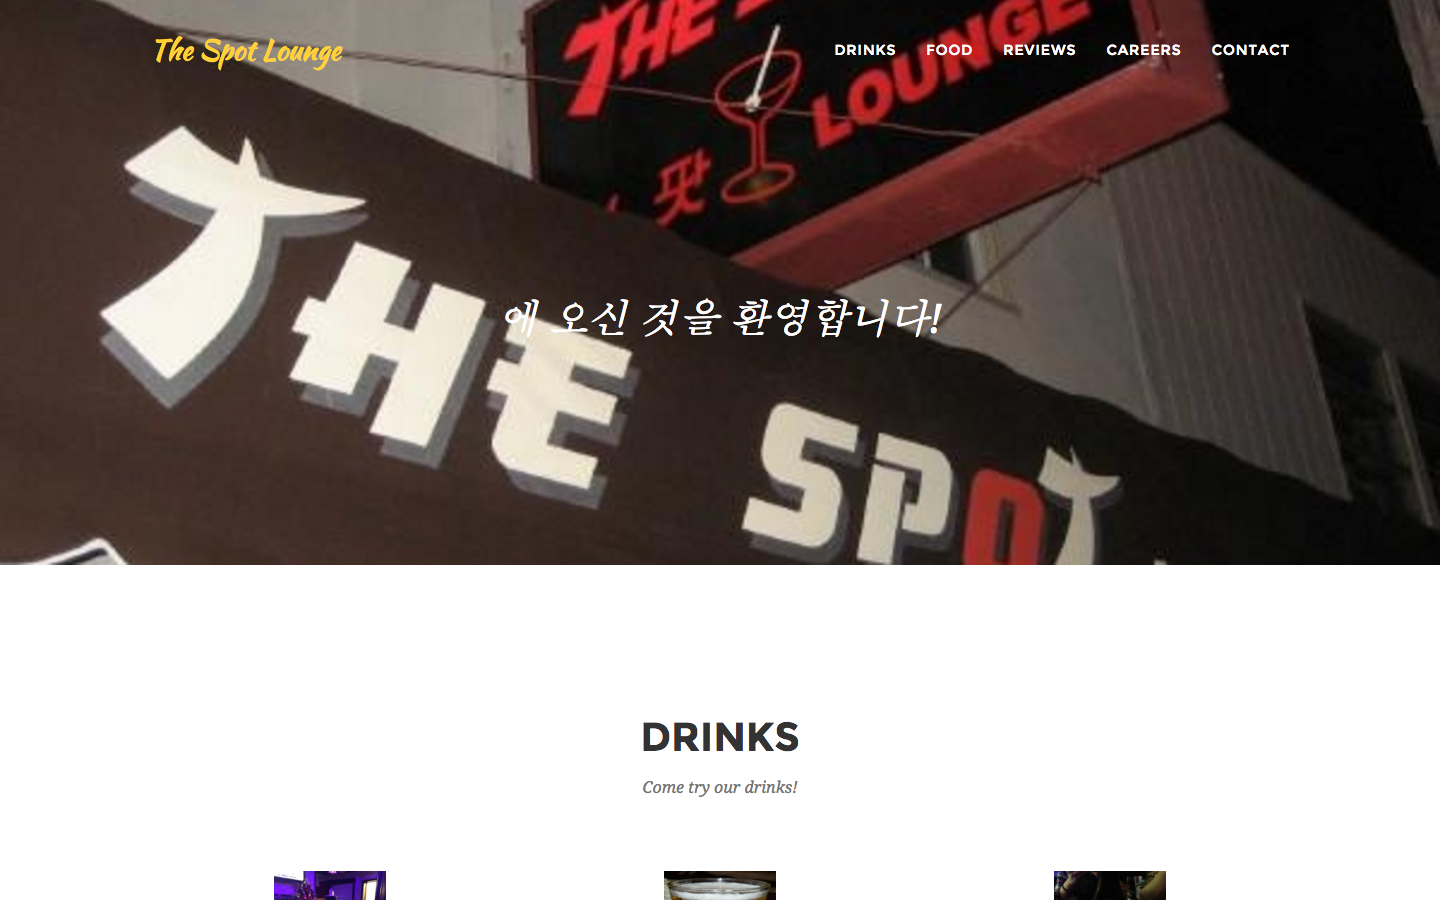 The Spot Lounge
DRINKS FOOD REVIEWS CAREERS CONTACT
THE
LOUNGE
팟
THE SPOT
에 오신 것을 환영합니다!
DRINKS
Come try our drinks!